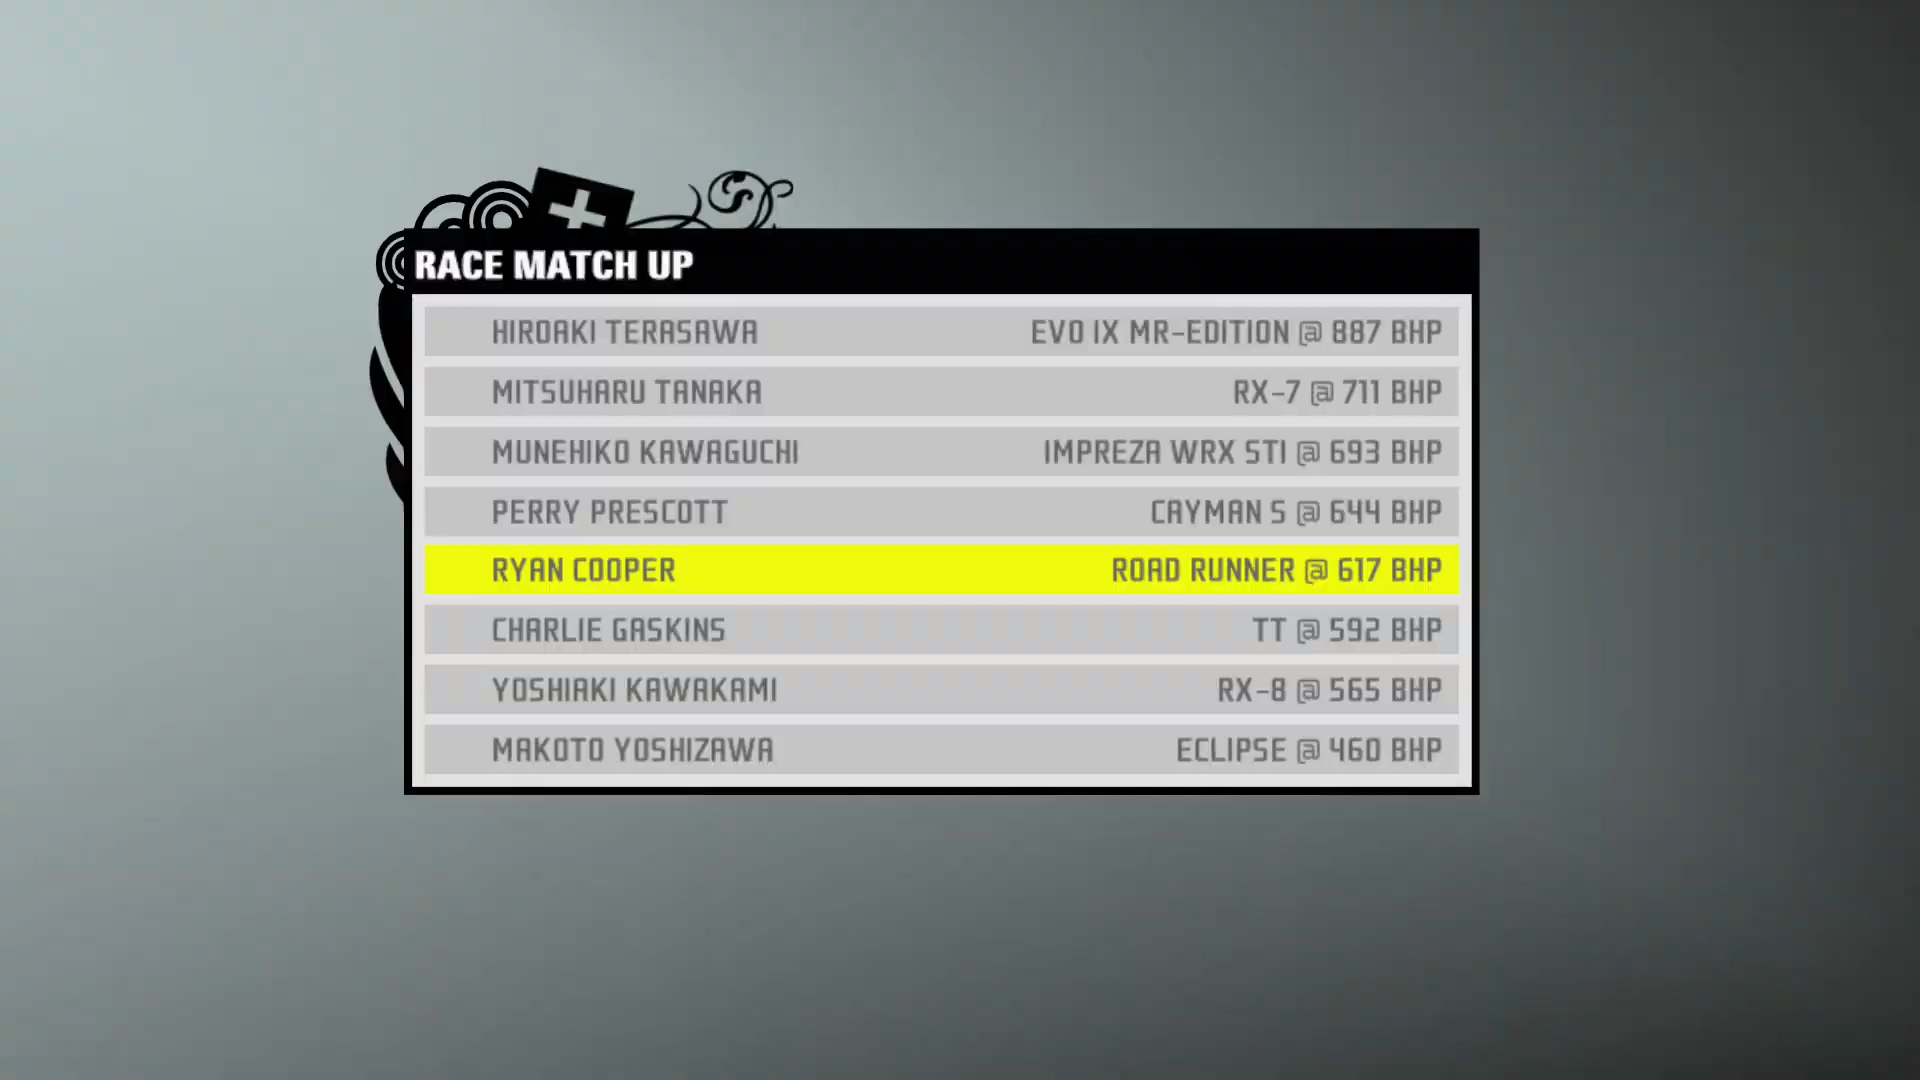 RACE MATCH UP
HIROAKI TERASAWA EVO IX MR-EDITION @ 887 BHP
MITSUHARU TANAKA RX-7 @ 711 BHP
MUNEHIKO KAWAGUCHI IMPREZA WRX STI @ 693 BHP
PERRY PRESCOTT CAYMAN S @ 644 BHP
RYAN COOPER ROAD RUNNER @ 617 BHP
CHARLIE GASKINS TT @ 592 BHP
YOSHIAKI KAWAKAMI RX-8 @ 565 BHP
MAKOTO YOSHIZAWA ECLIPSE @ 460 BHP